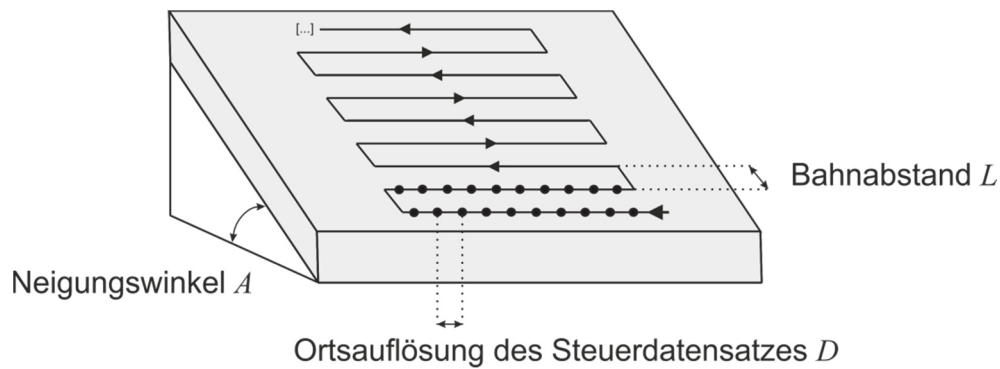 [...]
Bahnabstand L
Neigungswinkel A
Ortsauflösung des Steuerdatensatzes D